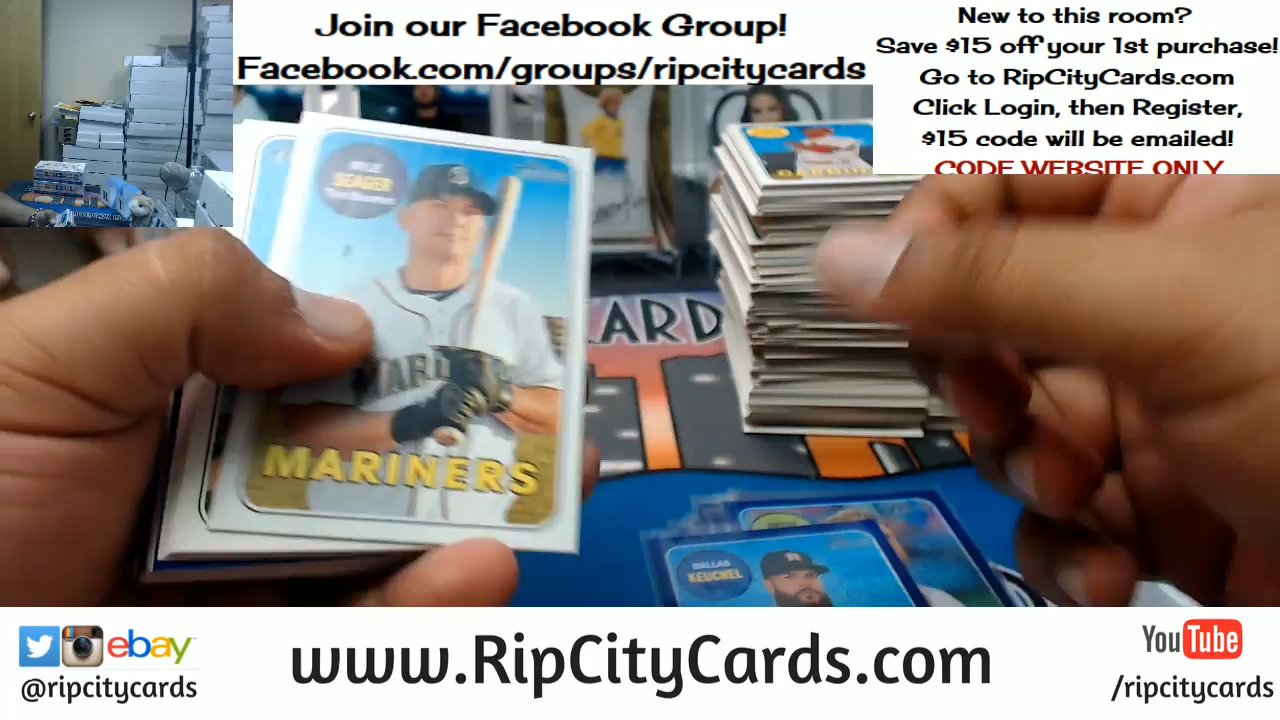 Join our Facebook Group!
Facebook.com/groups/ripcitycards
New to this room?
Save $15 off your 1st purchase!
Go to RipCityCards.com
Click Login, then Register,
$15 code will be emailed!
CODE WEBSITE ONLY
SEAGER
MARINERS
CARD
DALLAS
KEUCHEL
ebay
@ripcitycards
www.RipCityCards.com
YouTube
/ripcitycards